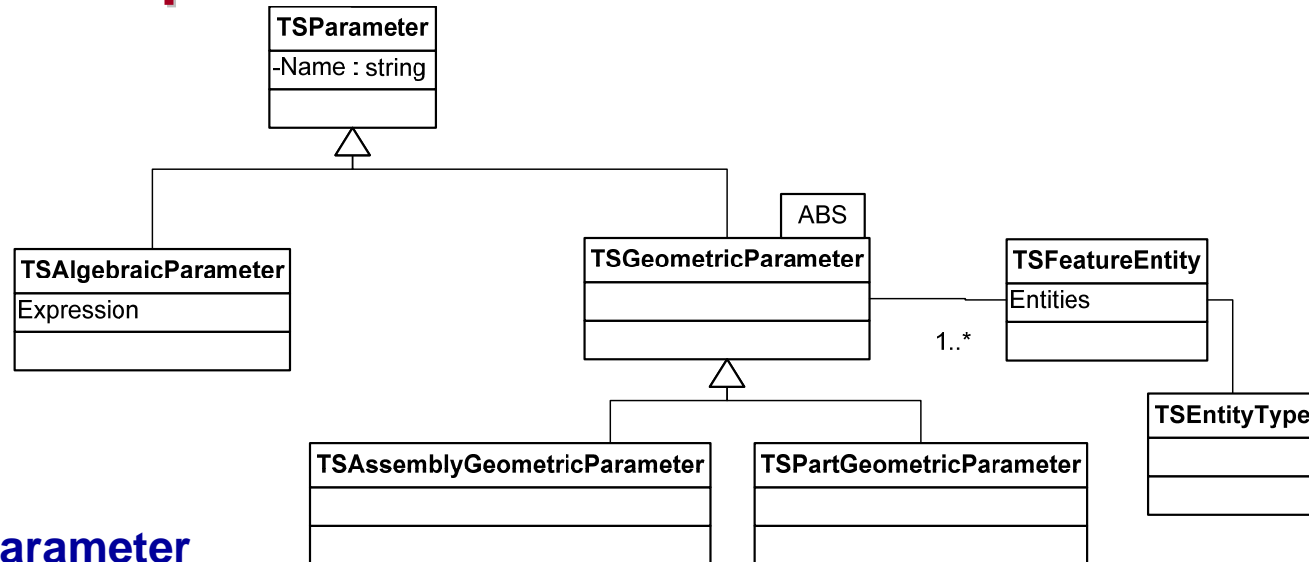 TSParameter
-Name : string
ABS
TSAlgebraicParameter
Expression
TSGeometricParameter
TSFeatureEntity
Entities
1..*
TSEntityType
TSAssemblyGeometricParameter
TSPartGeometricParameter
arameter